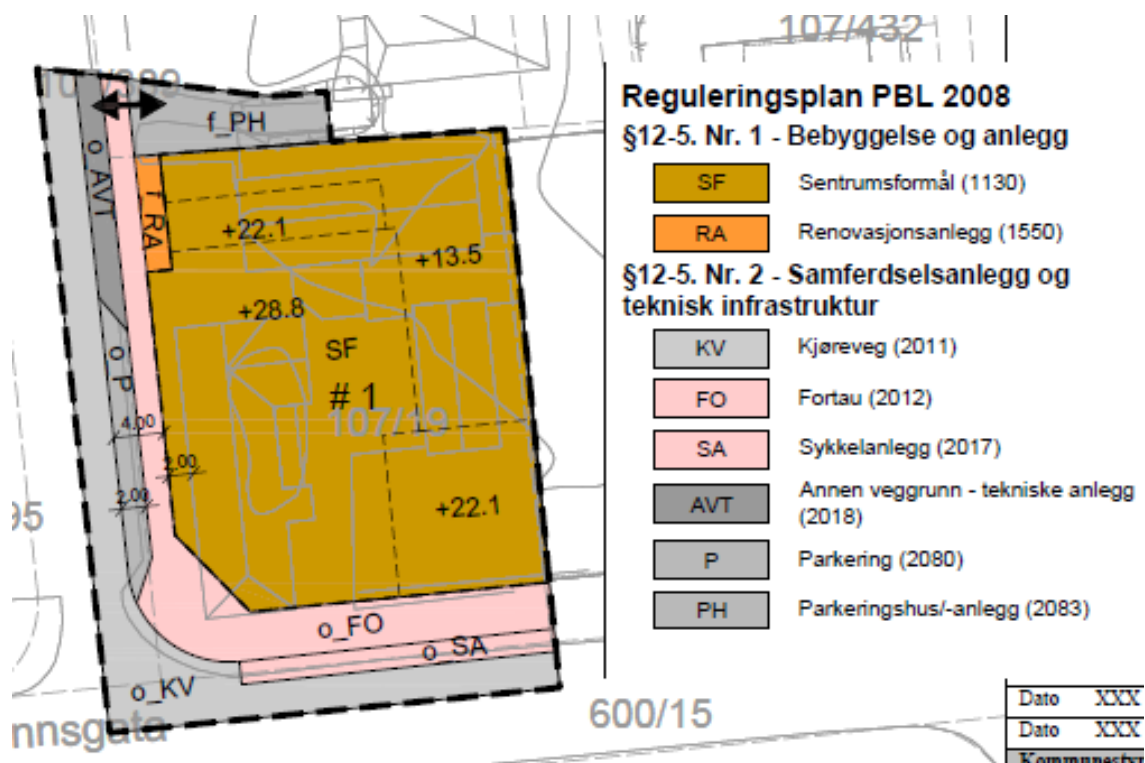 107/432
f_PH
o_AVT
f_RA
+22.1
+13.5
+28.8
SF
# 1
107/19
o_P
4.00
2.00
2.00
+22.1
95
o_FO
o_SA
o_KV
nnsgata
600/15
Reguleringsplan PBL 2008
§12-5. Nr. 1 - Bebyggelse og anlegg
SF Sentrumsformål (1130)
RA Renovasjonsanlegg (1550)
§12-5. Nr. 2 - Samferdselsanlegg og
teknisk infrastruktur
KV Kjøreveg (2011)
FO Fortau (2012)
SA Sykkelanlegg (2017)
AVT Annen veggrunn - tekniske anlegg
(2018)
P Parkering (2080)
PH Parkeringshus/-anlegg (2083)
Dato XXX
Dato XXX
Kommunestyr